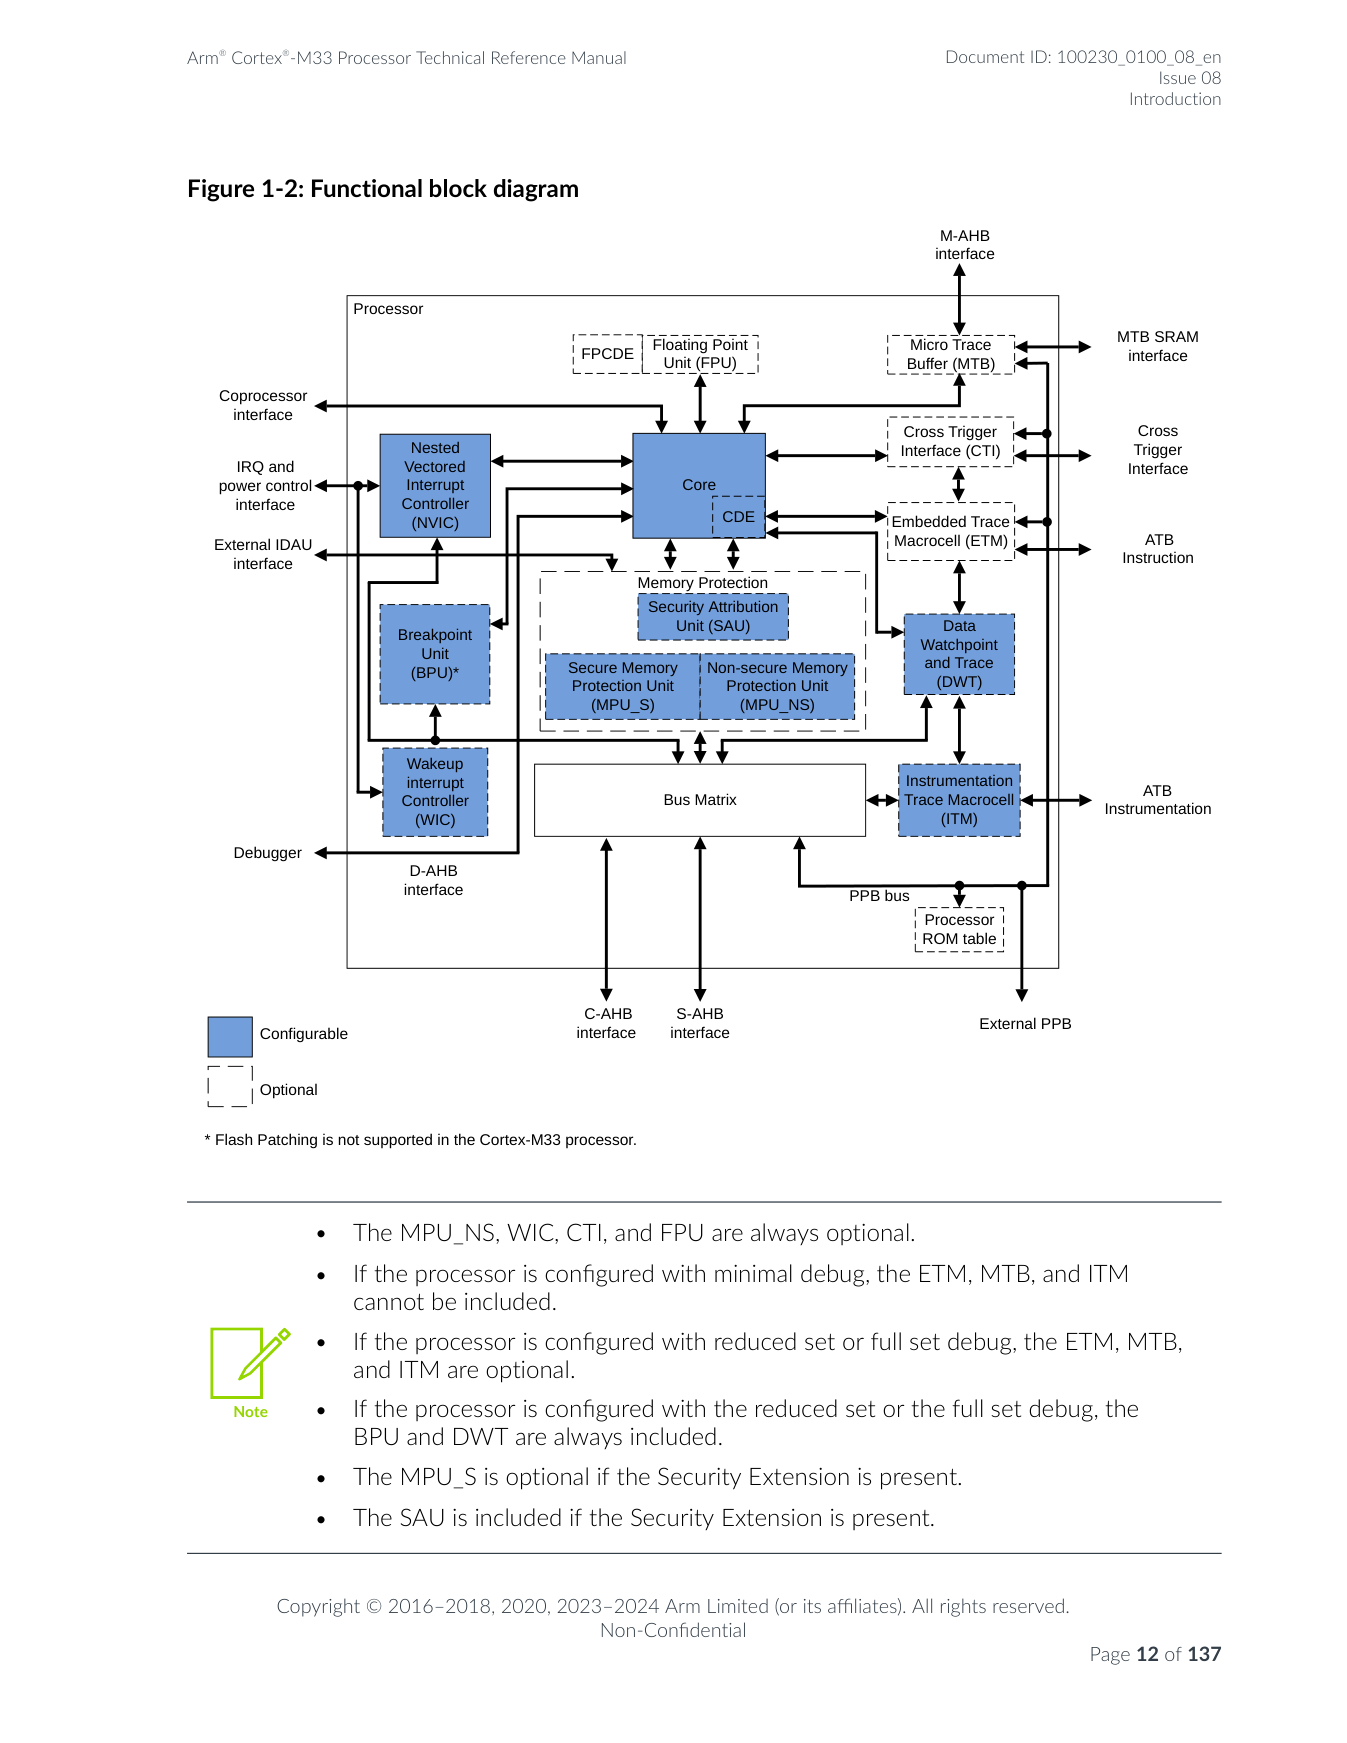 Arm® Cortex®-M33 Processor Technical Reference Manual
Document ID: 100230_0100_08_en
Issue 08
Introduction
Figure 1-2: Functional block diagram
M-AHB
interface
Processor
FPCDE
Floating Point
Unit (FPU)
Micro Trace
Buffer (MTB)
MTB SRAM
interface
Coprocessor
interface
Nested
Vectored
Interrupt
Controller
(NVIC)
Core
CDE
Cross Trigger
Interface (CTI)
Cross
Trigger
Interface
IRQ and
power control
interface
Embedded Trace
Macrocell (ETM)
ATB
Instruction
External IDAU
interface
Memory Protection
Security Attribution
Unit (SAU)
Breakpoint
Unit
(BPU)*
Secure Memory
Protection Unit
(MPU_S)
Non-secure Memory
Protection Unit
(MPU_NS)
Data
Watchpoint
and Trace
(DWT)
Wakeup
interrupt
Controller
(WIC)
Bus Matrix
Instrumentation
Trace Macrocell
(ITM)
ATB
Instrumentation
Debugger
D-AHB
interface
PPB bus
Processor
ROM table
C-AHB
interface
S-AHB
interface
External PPB
Configurable
Optional
* Flash Patching is not supported in the Cortex-M33 processor.
Note
• The MPU_NS, WIC, CTI, and FPU are always optional.
• If the processor is configured with minimal debug, the ETM, MTB, and ITM
cannot be included.
• If the processor is configured with reduced set or full set debug, the ETM, MTB,
and ITM are optional.
• If the processor is configured with the reduced set or the full set debug, the
BPU and DWT are always included.
• The MPU_S is optional if the Security Extension is present.
• The SAU is included if the Security Extension is present.
Copyright © 2016–2018, 2020, 2023–2024 Arm Limited (or its affiliates). All rights reserved.
Non-Confidential
Page 12 of 137